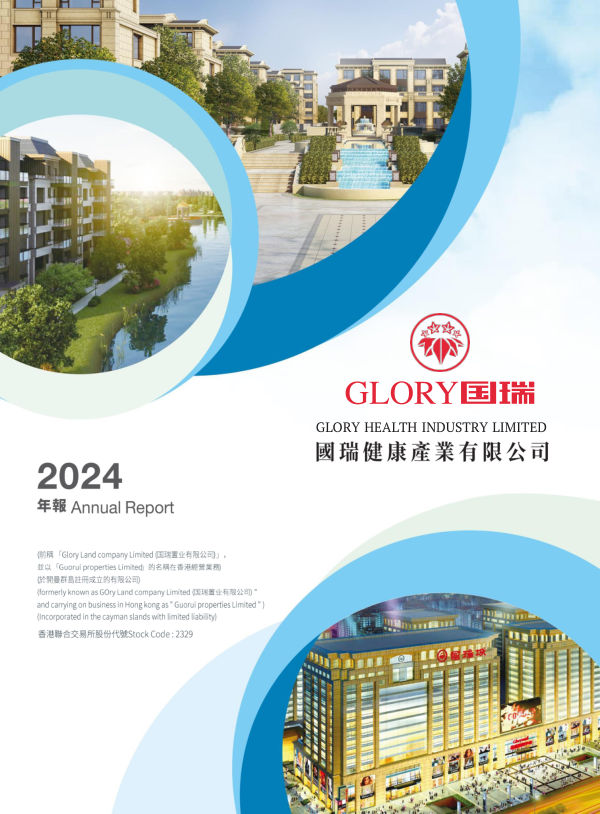 GLORY国瑞
GLORY HEALTH INDUSTRY LIMITED
國瑞健康產業有限公司
2024
年報 Annual Report
(前稱 「Glory Land company Limited (国瑞置业有限公司)」,
並以 「Guorui properties Limited」的名稱在香港經營業務)
(於開曼群島註冊成立的有限公司)
(formerly known as GOry Land company Limited (国瑞置业有限公司) "
and carrying on business in Hong kong as " Guorui properties Limited " )
(Incorporated in the cayman slands with limited liability)
香港聯合交易所股份代號Stock Code : 2329
国瑞城